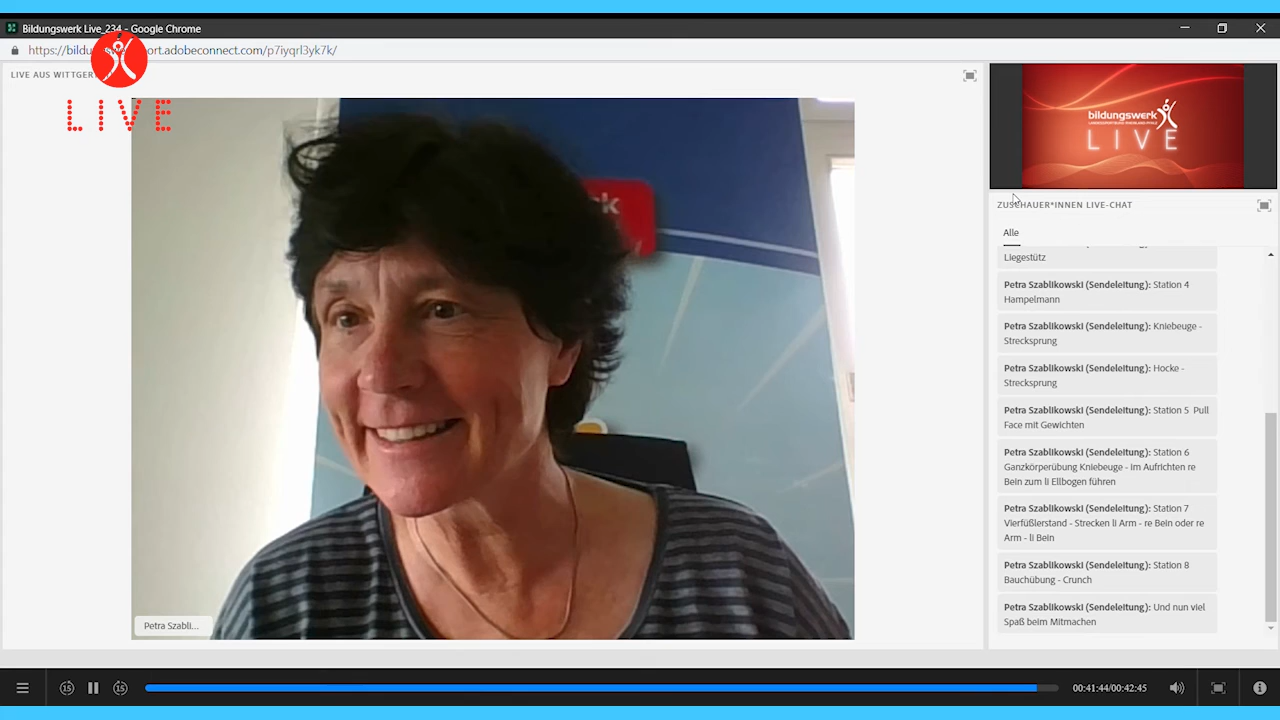 Bildungswerk Live_234 - Google Chrome
https://bildu
ort.adobeconnect.com/p7iyqrl3yk7k/
LIVE AUS WITTGER
LIVE
bildungswerk
LIVE
ZUSCHAUER*INNEN LIVE-CHAT
Alle
Liegestütz
Petra Szablikowski (Sendeleitung): Station 4
Hampelmann
Petra Szablikowski (Sendeleitung): Kniebeuge -
Strecksprung
Petra Szablikowski (Sendeleitung): Hocke -
Strecksprung
Petra Szablikowski (Sendeleitung): Station 5 Pull
Face mit Gewichten
Petra Szablikowski (Sendeleitung): Station 6
Ganzkörperübung Kniebeuge - im Aufrichten re
Bein zum li Ellbogen führen
Petra Szablikowski (Sendeleitung): Station 7
Vierfüßlerstand - Strecken li Arm - re Bein oder re
Arm - li Bein
Petra Szablikowski (Sendeleitung): Station 8
Bauchübung - Crunch
Petra Szablikowski (Sendeleitung): Und nun viel
Spaß beim Mitmachen
Petra Szabli...
15
15
00:41:44/00:42:45